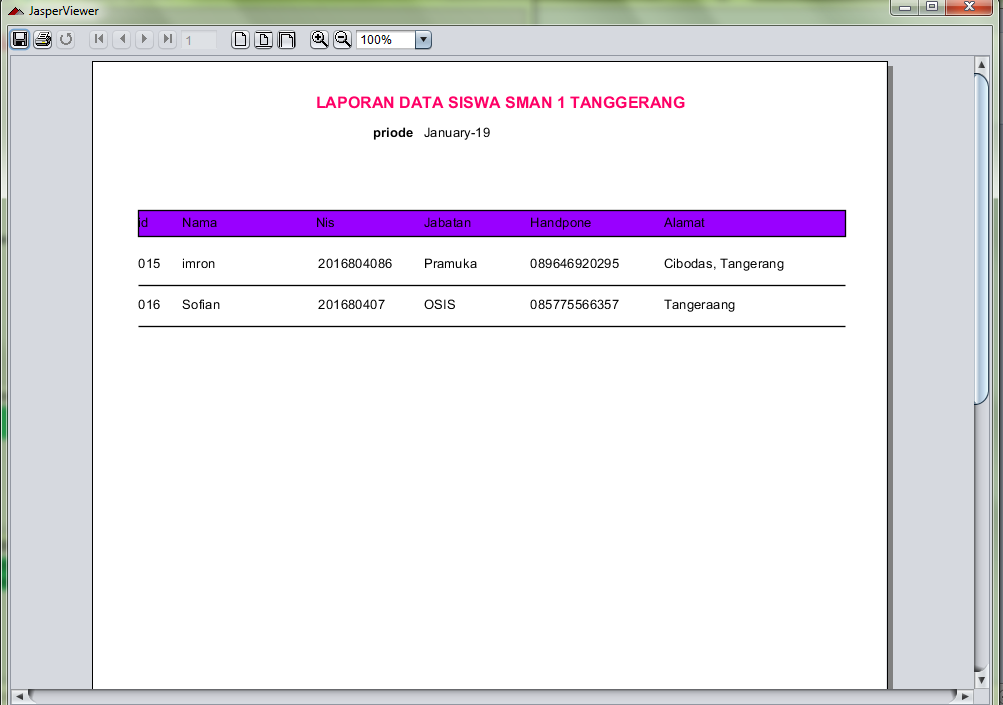 JasperViewer
1
100%
LAPORAN DATA SISWA SMAN 1 TANGGERANG
priode January-19
id Nama Nis Jabatan Handpone Alamat
015 imron 2016804086 Pramuka 089646920295 Cibodas, Tangerang
016 Sofian 201680407 OSIS 085775566357 Tangeraang